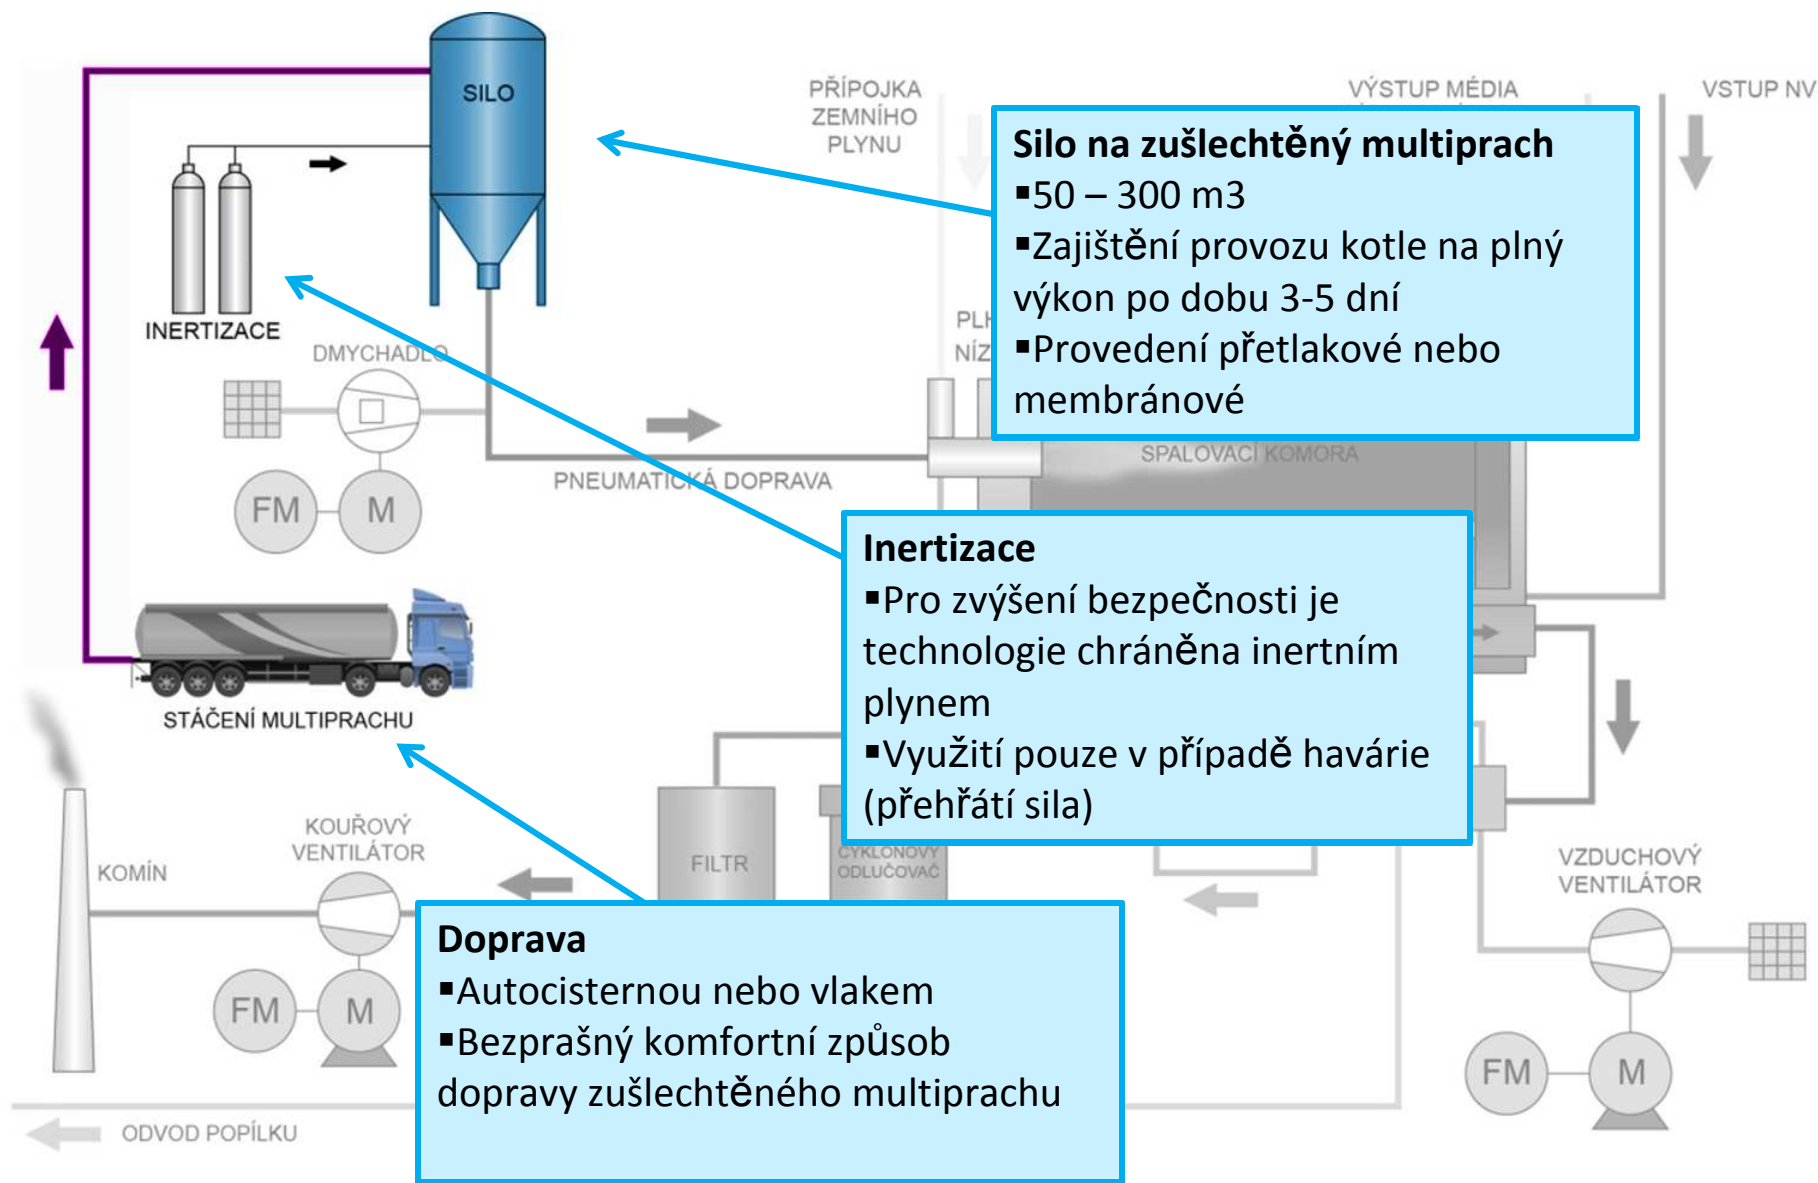 SILO
PŘÍPOJKA
ZEMNÍHO
PLYNU
VÝSTUP MÉDIA
VSTUP NV
Silo na zušlechtěný multiprach
▪50 – 300 m3
▪Zajištění provozu kotle na plný
výkon po dobu 3-5 dní
▪Provedení přetlakové nebo
membránové
INERTIZACE
DMYCHADLO
FM
M
PNEUMATICKÁ DOPRAVA
SPALOVACÍ KOMORA
Inertizace
▪Pro zvýšení bezpečnosti je
technologie chráněna inertním
plynem
▪Využití pouze v případě havárie
(přehřátí sila)
STÁČENÍ MULTIPRACHU
KOMÍN
KOUŘOVÝ
VENTILÁTOR
FM
M
FILTR
CYKLONOVÝ
ODLUČOVAČ
VZDUCHOVÝ
VENTILÁTOR
FM
M
Doprava
▪Autocisternou nebo vlakem
▪Bezprašný komfortní způsob
dopravy zušlechtěného multiprachu
ODVOD POPÍLKU